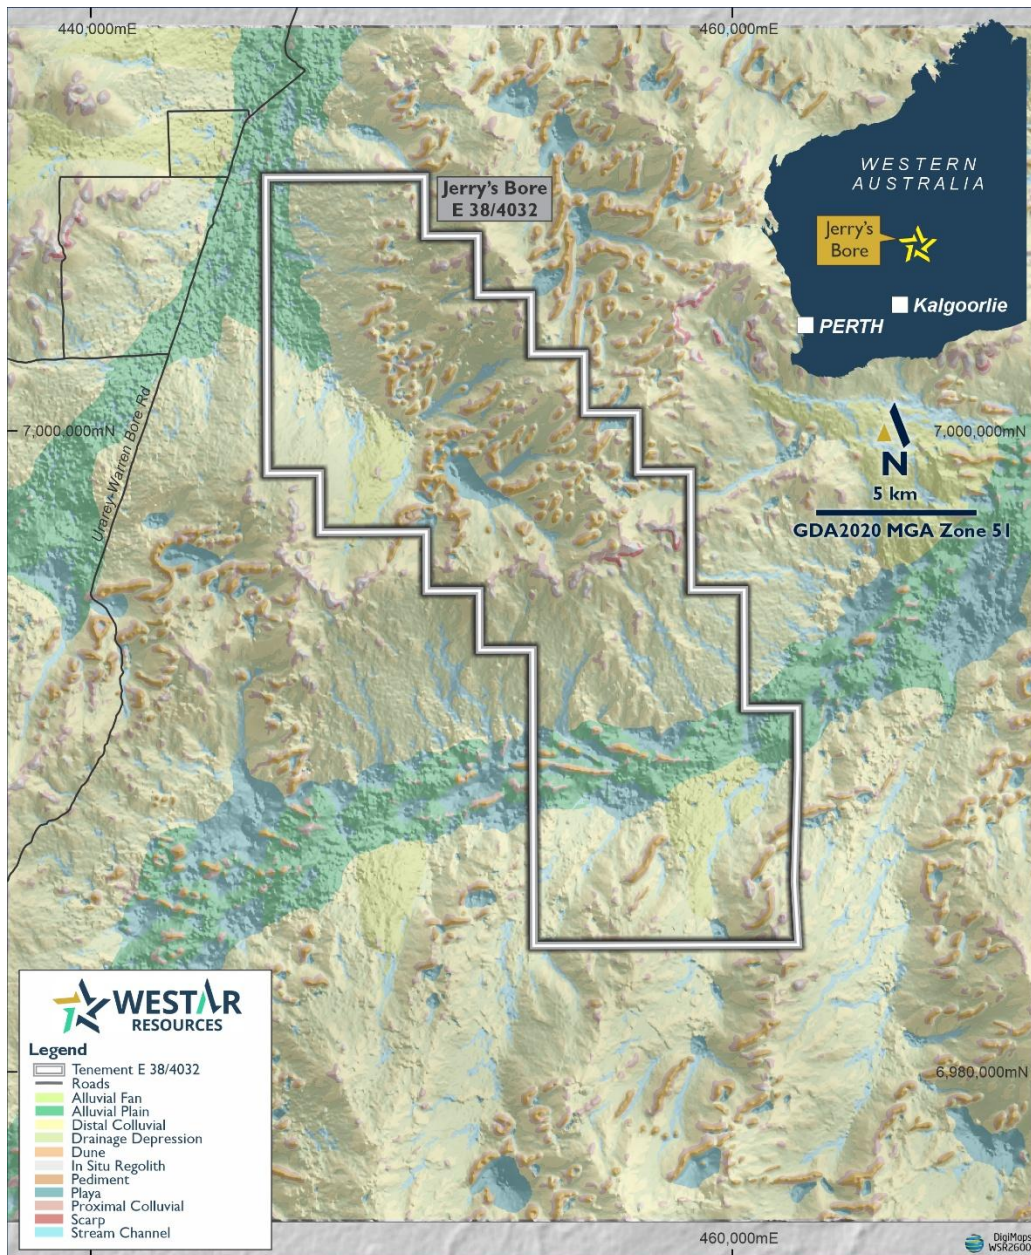 440,000mE
460,000mE
WESTERN
AUSTRALIA
Jerry's
Bore
Kalgoorlie
PERTH
Jerry's Bore
E 38/4032
7,000,000mN
7,000,000mN
N
5 km
GDA2020 MGA Zone 51
Urarey-Warren Bore Rd
WESTAR
RESOURCES
Legend
Tenement E 38/4032
Roads
Alluvial Fan
Alluvial Plain
Distal Colluvial
Drainage Depression
Dune
In Situ Regolith
Pediment
Playa
Proximal Colluvial
Scarp
Stream Channel
6,980,000mN
460,000mE
DigiMaps
WSR2600